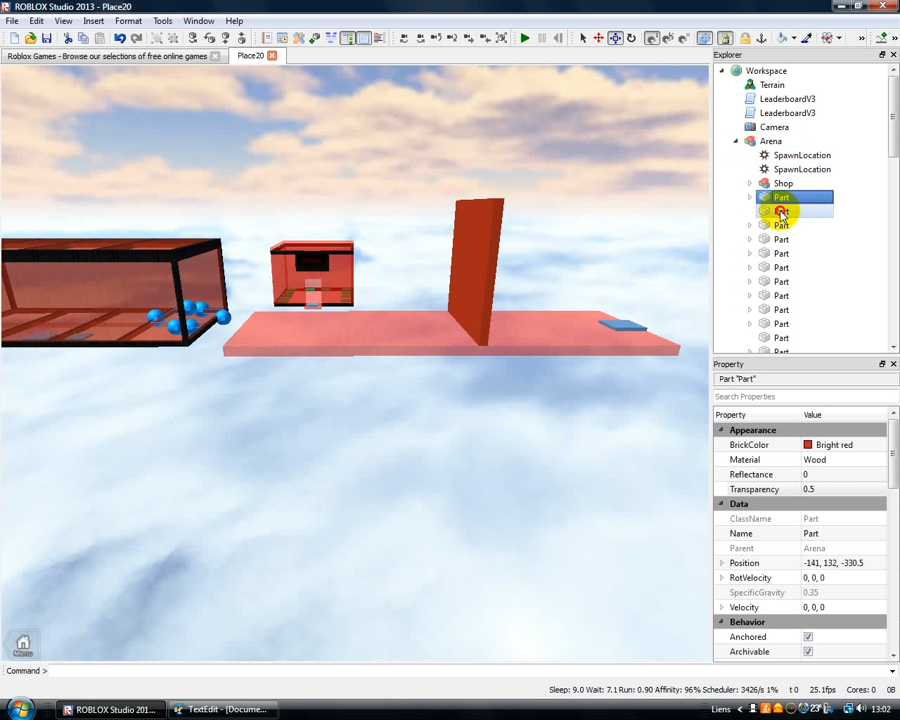 ROBLOX Studio 2013 - Place20
File Edit View Insert Format Tools Window Help
Roblox Games - Browse our selections of free online games
Place20
Explorer
Workspace
Terrain
LeaderboardV3
LeaderboardV3
Camera
Arena
SpawnLocation
SpawnLocation
Shop
Part
Part
Part
Part
Part
Part
Part
Part
Part
Part
Part
Property
Part "Part"
Search Properties
Property Value
Appearance
BrickColor Bright red
Material Wood
Reflectance 0
Transparency 0.5
Data
ClassName Part
Name Part
Parent Arena
Position -141, 132, -330.5
RotVelocity 0, 0, 0
SpecificGravity 0.35
Velocity 0, 0, 0
Behavior
Anchored
Archivable
Menu
Command >
Sleep: 9.0 Wait: 7.1 Run: 0.90 Affinity: 96% Scheduler: 3426/s 1% t 0 25.1fps Cores: 0 0B
ROBLOX Studio 201...
TextEdit - [Docume...
Liens
23°
13:02